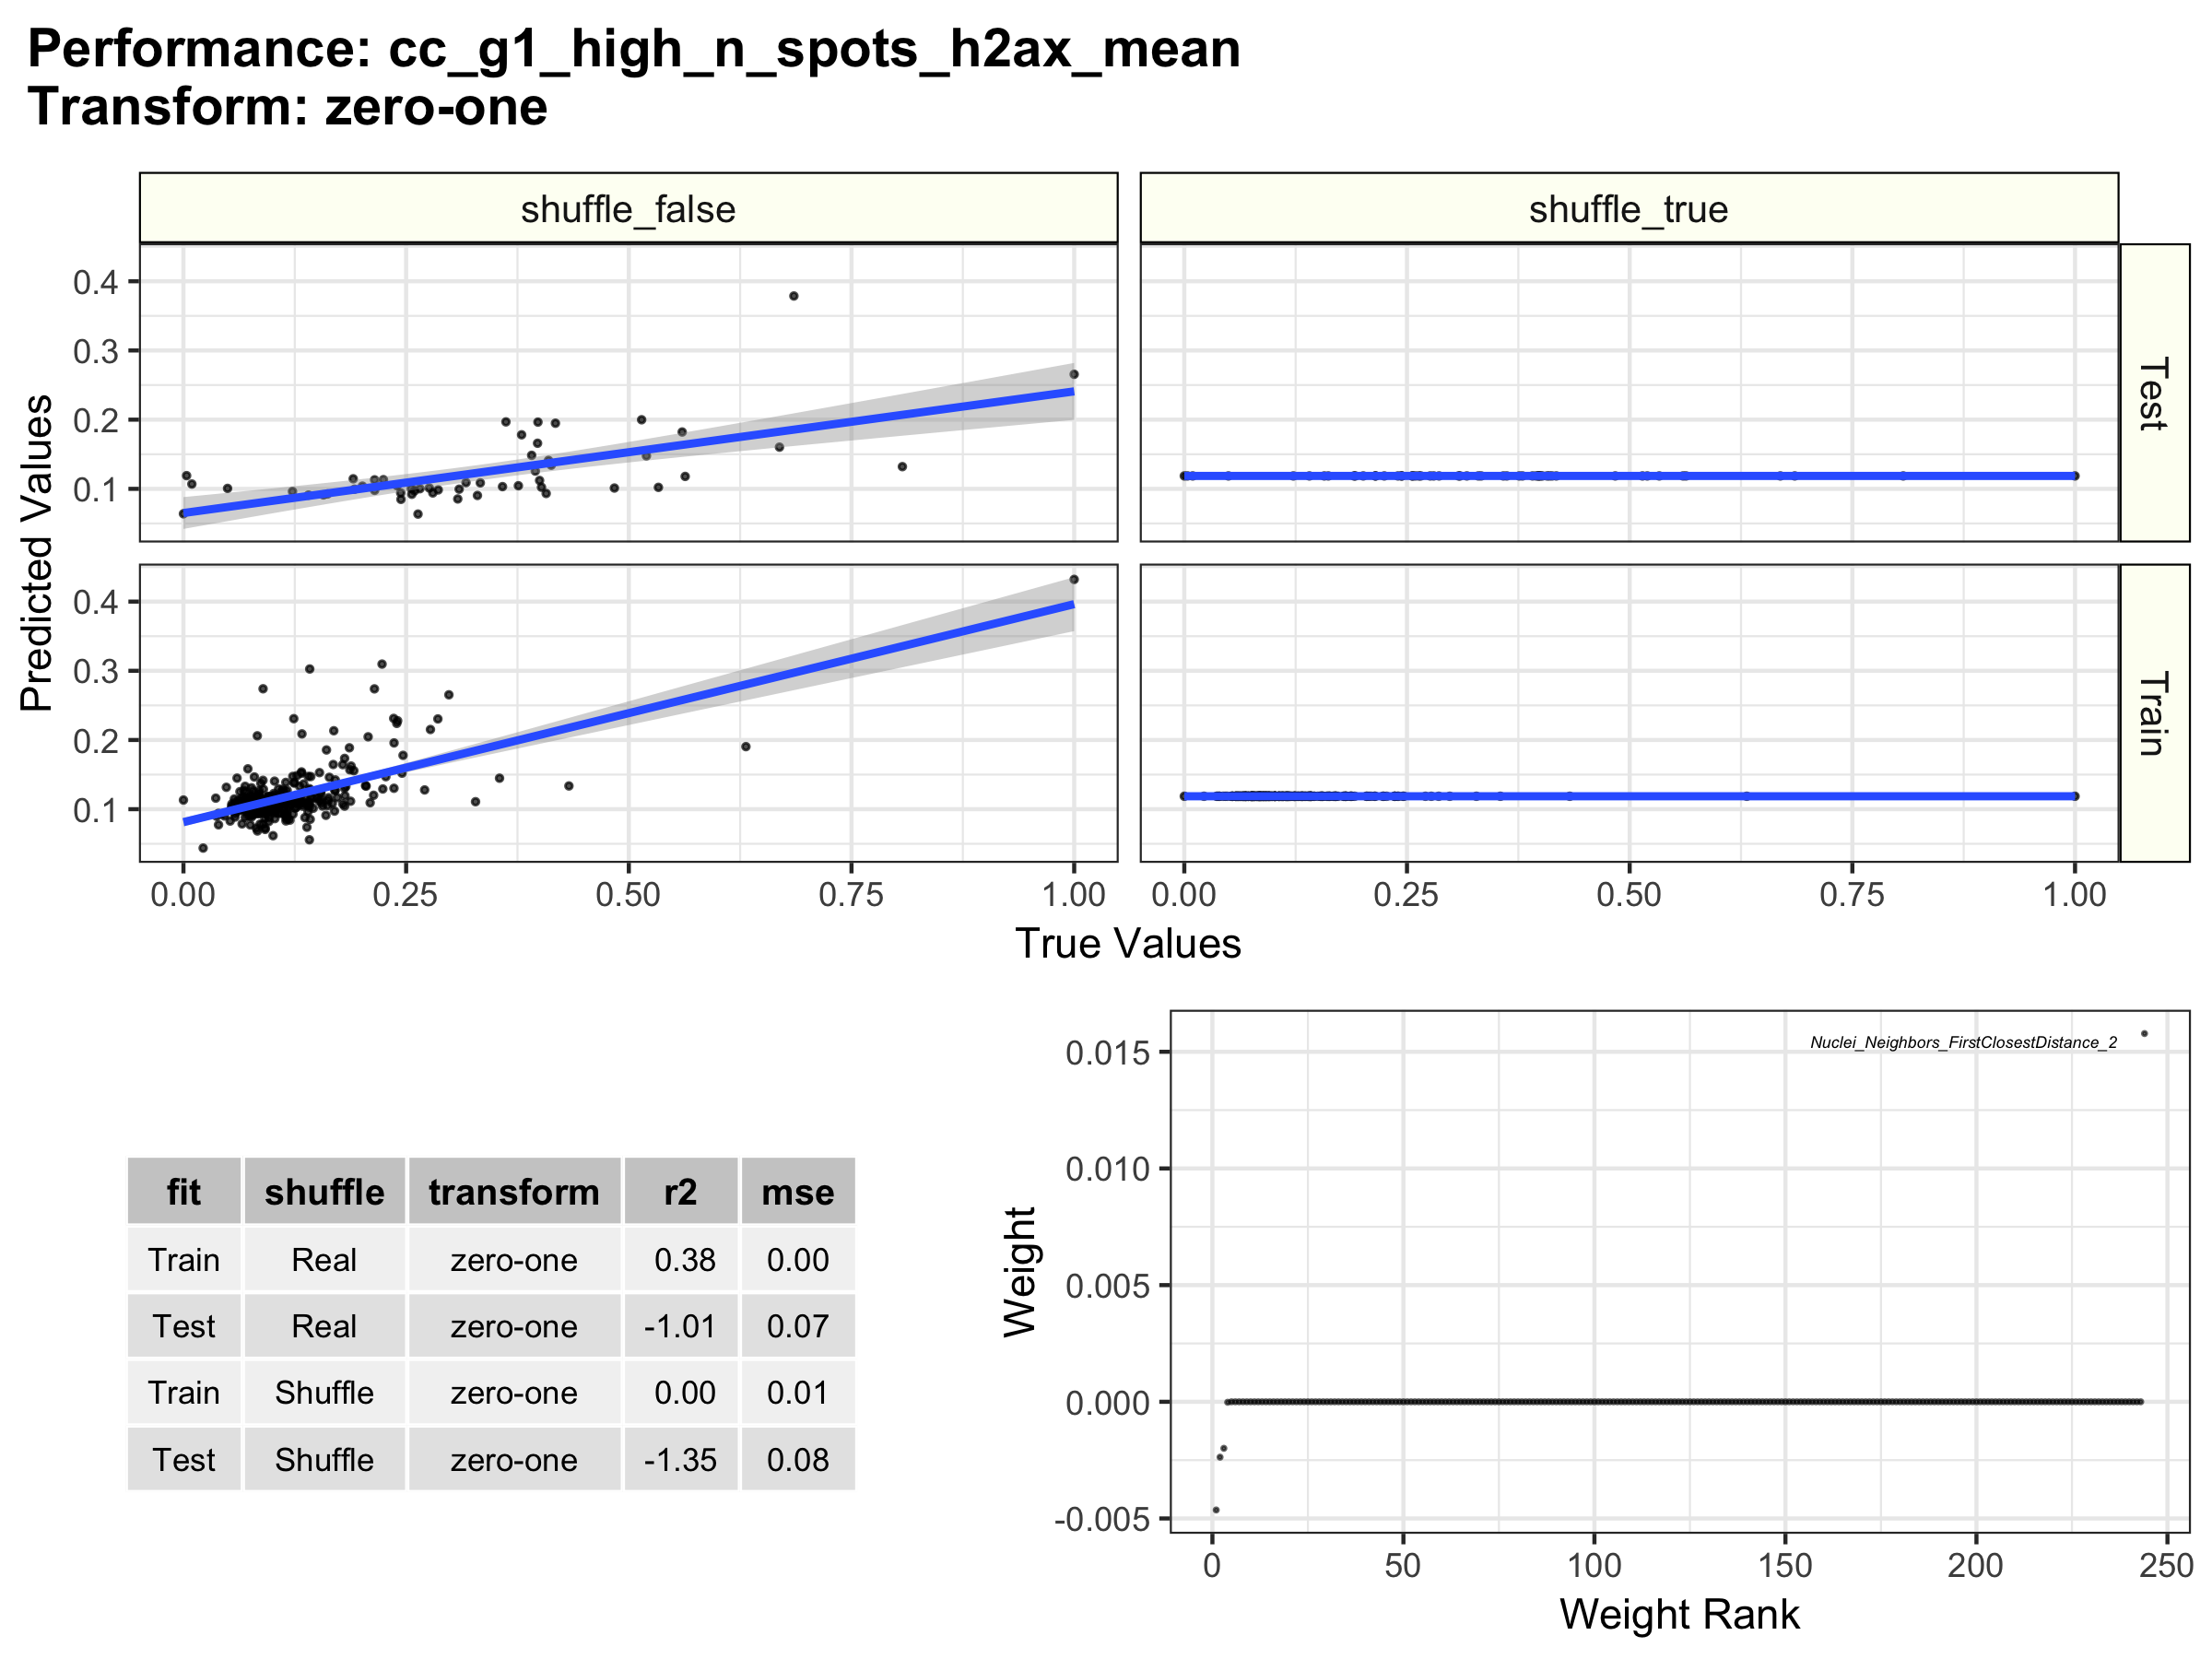 Performance: cc_g1_high_n_spots_h2ax_mean
Transform: zero-one
shuffle_false
shuffle_true
0.4
0.3
0.2
0.1
Test
0.4
0.3
0.2
0.1
Train
Predicted Values
0.00 0.25 0.50 0.75 1.00
0.00 0.25 0.50 0.75 1.00
True Values
fit shuffle transform r2 mse
Train Real zero-one 0.38 0.00
Test Real zero-one -1.01 0.07
Train Shuffle zero-one 0.00 0.01
Test Shuffle zero-one -1.35 0.08
Weight
0.015
0.010
0.005
0.000
-0.005
Nuclei_Neighbors_FirstClosestDistance_2
0 50 100 150 200 250
Weight Rank